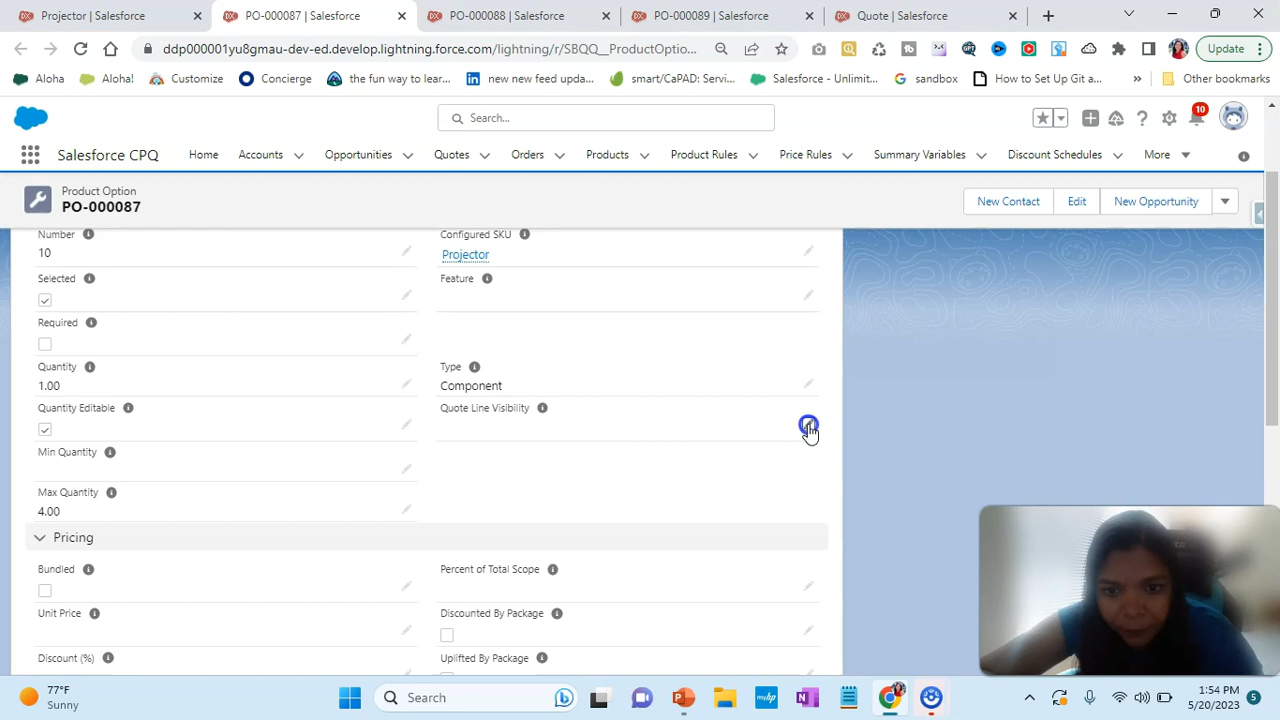 Projector | Salesforce
PO-000087 | Salesforce
PO-000088 | Salesforce
PO-000089 | Salesforce
Quote | Salesforce
ddp000001yu8gmau-dev-ed.develop.lightning.force.com/lightning/r/SBQQ__ProductOptio...
Update
Aloha
Aloha!
Customize
Concierge
the fun way to lear...
new new feed upda...
smart/CaPAD: Servi...
Salesforce - Unlimit...
sandbox
How to Set Up Git a...
»
Other bookmarks
Search...
10
Salesforce CPQ
Home
Accounts
Opportunities
Quotes
Orders
Products
Product Rules
Price Rules
Summary Variables
Discount Schedules
More
Product Option
PO-000087
New Contact
Edit
New Opportunity
Number
10
Configured SKU
Projector
Selected
Feature
Required
Quantity
1.00
Type
Component
Quantity Editable
Quote Line Visibility
Min Quantity
Max Quantity
4.00
Pricing
Bundled
Percent of Total Scope
Unit Price
Discounted By Package
Discount (%)
Uplifted By Package
77°F
Sunny
Search
1:54 PM
5/20/2023
5